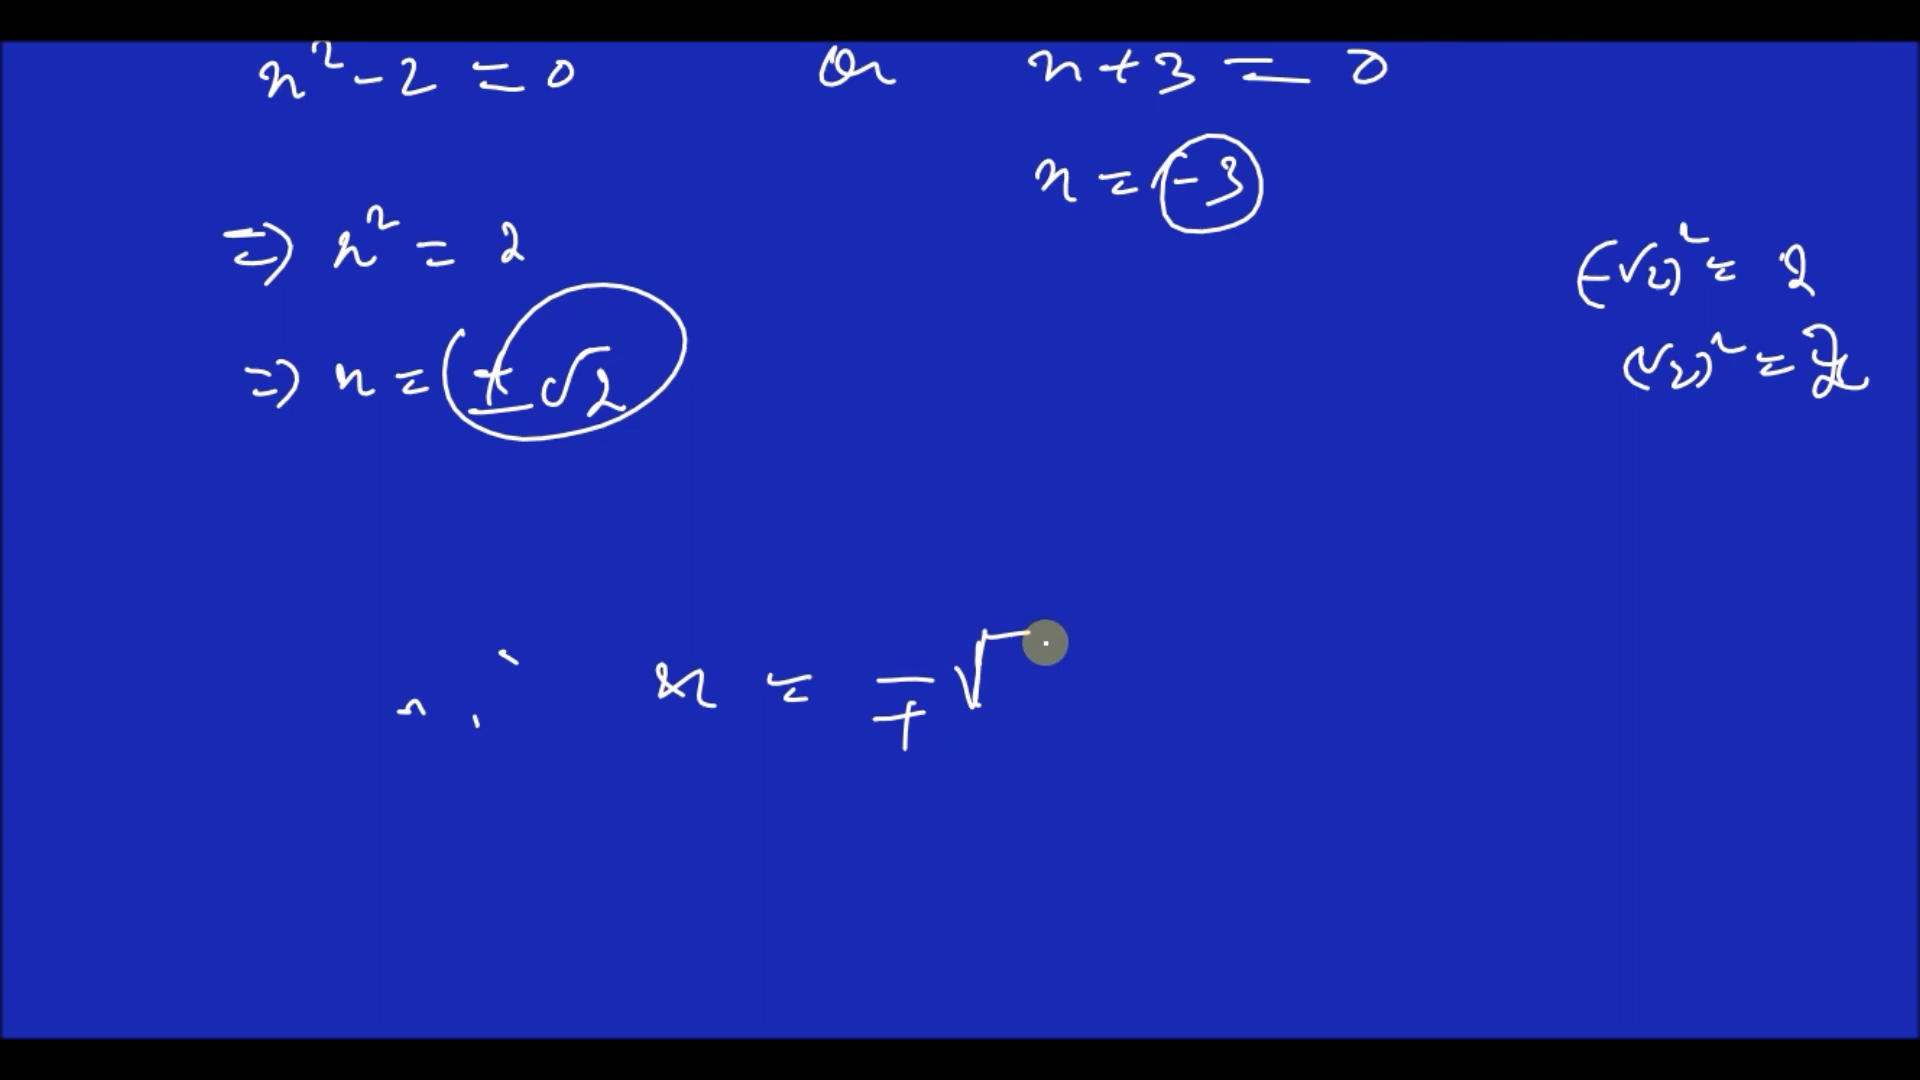 x² - 2 = 0 or x + 3 = 0
x = -3
⇒ x² = 2
(-√2)² = 2
⇒ x = ±√2
(√2)² = 2
∴ x = ∓√